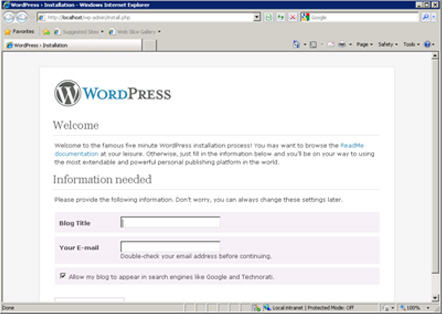 WordPress › Installation - Windows Internet Explorer
http://localhost/wp-admin/install.php
Google
Favorites
Suggested Sites
Web Slice Gallery
WordPress › Installation
Page
Safety
Tools
WORDPRESS
Welcome
Welcome to the famous five minute WordPress installation process! You may want to browse the ReadMe
documentation at your leisure. Otherwise, just fill in the information below and you'll be on your way to using
the most extendable and powerful personal publishing platform in the world.
Information needed
Please provide the following information. Don't worry, you can always change these settings later.
Blog Title
Your E-mail
Double-check your email address before continuing.
Allow my blog to appear in search engines like Google and Technorati.
Done
Local intranet | Protected Mode: Off
100%